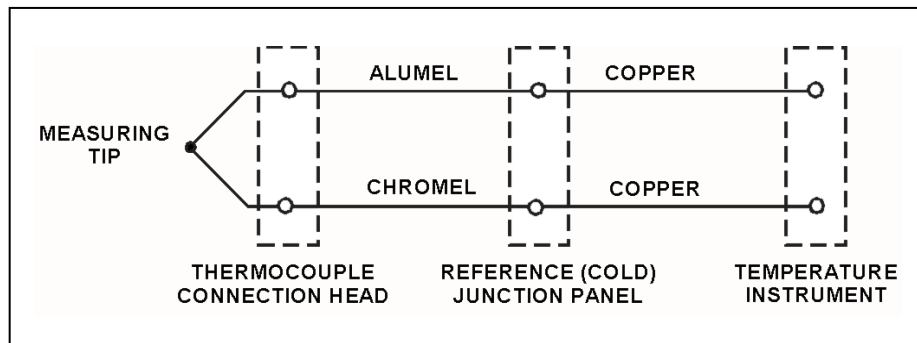 ALUMEL
COPPER
MEASURING
TIP
CHROMEL
COPPER
THERMOCOUPLE
CONNECTION HEAD
REFERENCE (COLD)
JUNCTION PANEL
TEMPERATURE
INSTRUMENT